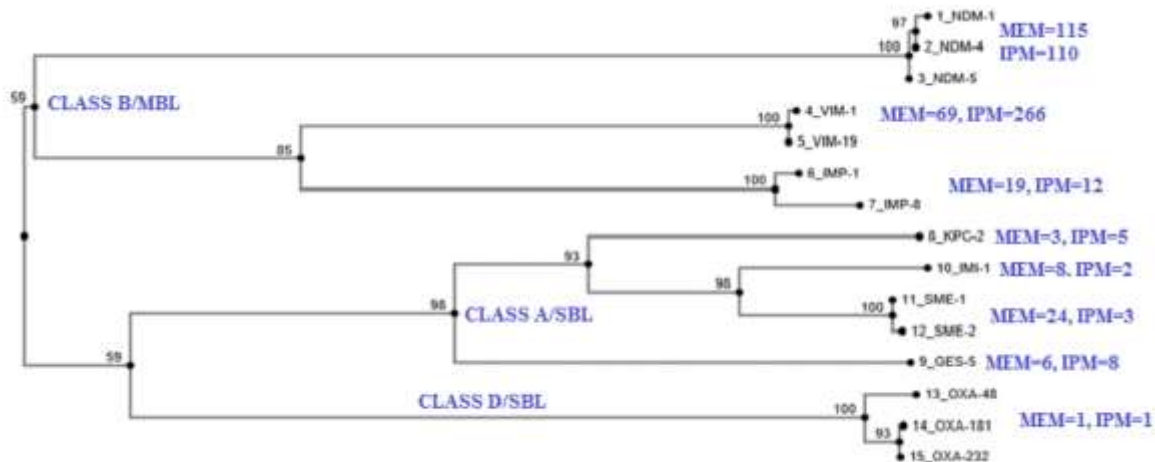 1_NDM-1
97
MEM=115
2_NDM-4
100
IPM=110
3_NDM-5
59
CLASS B/MBL
4_VIM-1
MEM=69, IPM=266
100
5_VIM-19
85
6_IMP-1
100
MEM=19, IPM=12
7_IMP-8
8_KPC-2
MEM=3, IPM=5
93
10_IMI-1
MEM=8, IPM=2
98
11_SME-1
98
CLASS A/SBL
100
MEM=24, IPM=3
12_SME-2
59
9_GES-5
MEM=6, IPM=8
13_OXA-48
CLASS D/SBL
100
MEM=1, IPM=1
14_OXA-181
93
15_OXA-232